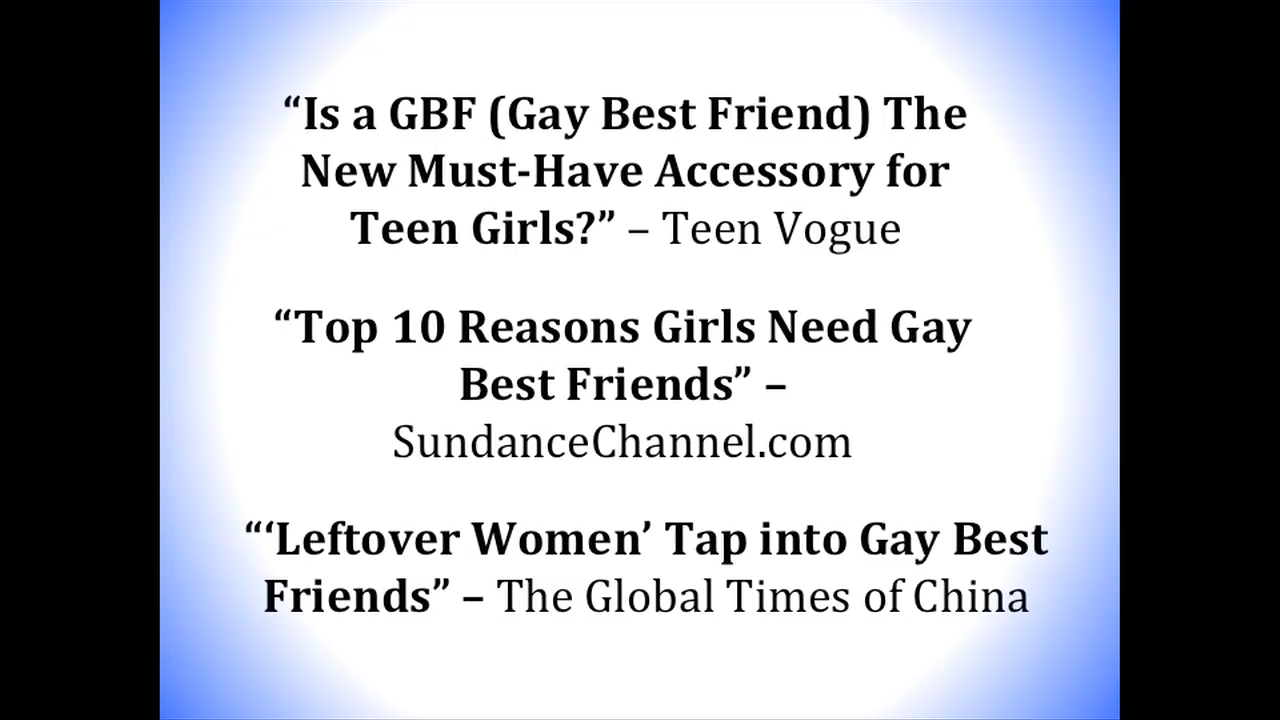 “Is a GBF (Gay Best Friend) The
New Must-Have Accessory for
Teen Girls?” – Teen Vogue
“Top 10 Reasons Girls Need Gay
Best Friends” –
SundanceChannel.com
“‘Leftover Women’ Tap into Gay Best
Friends” – The Global Times of China